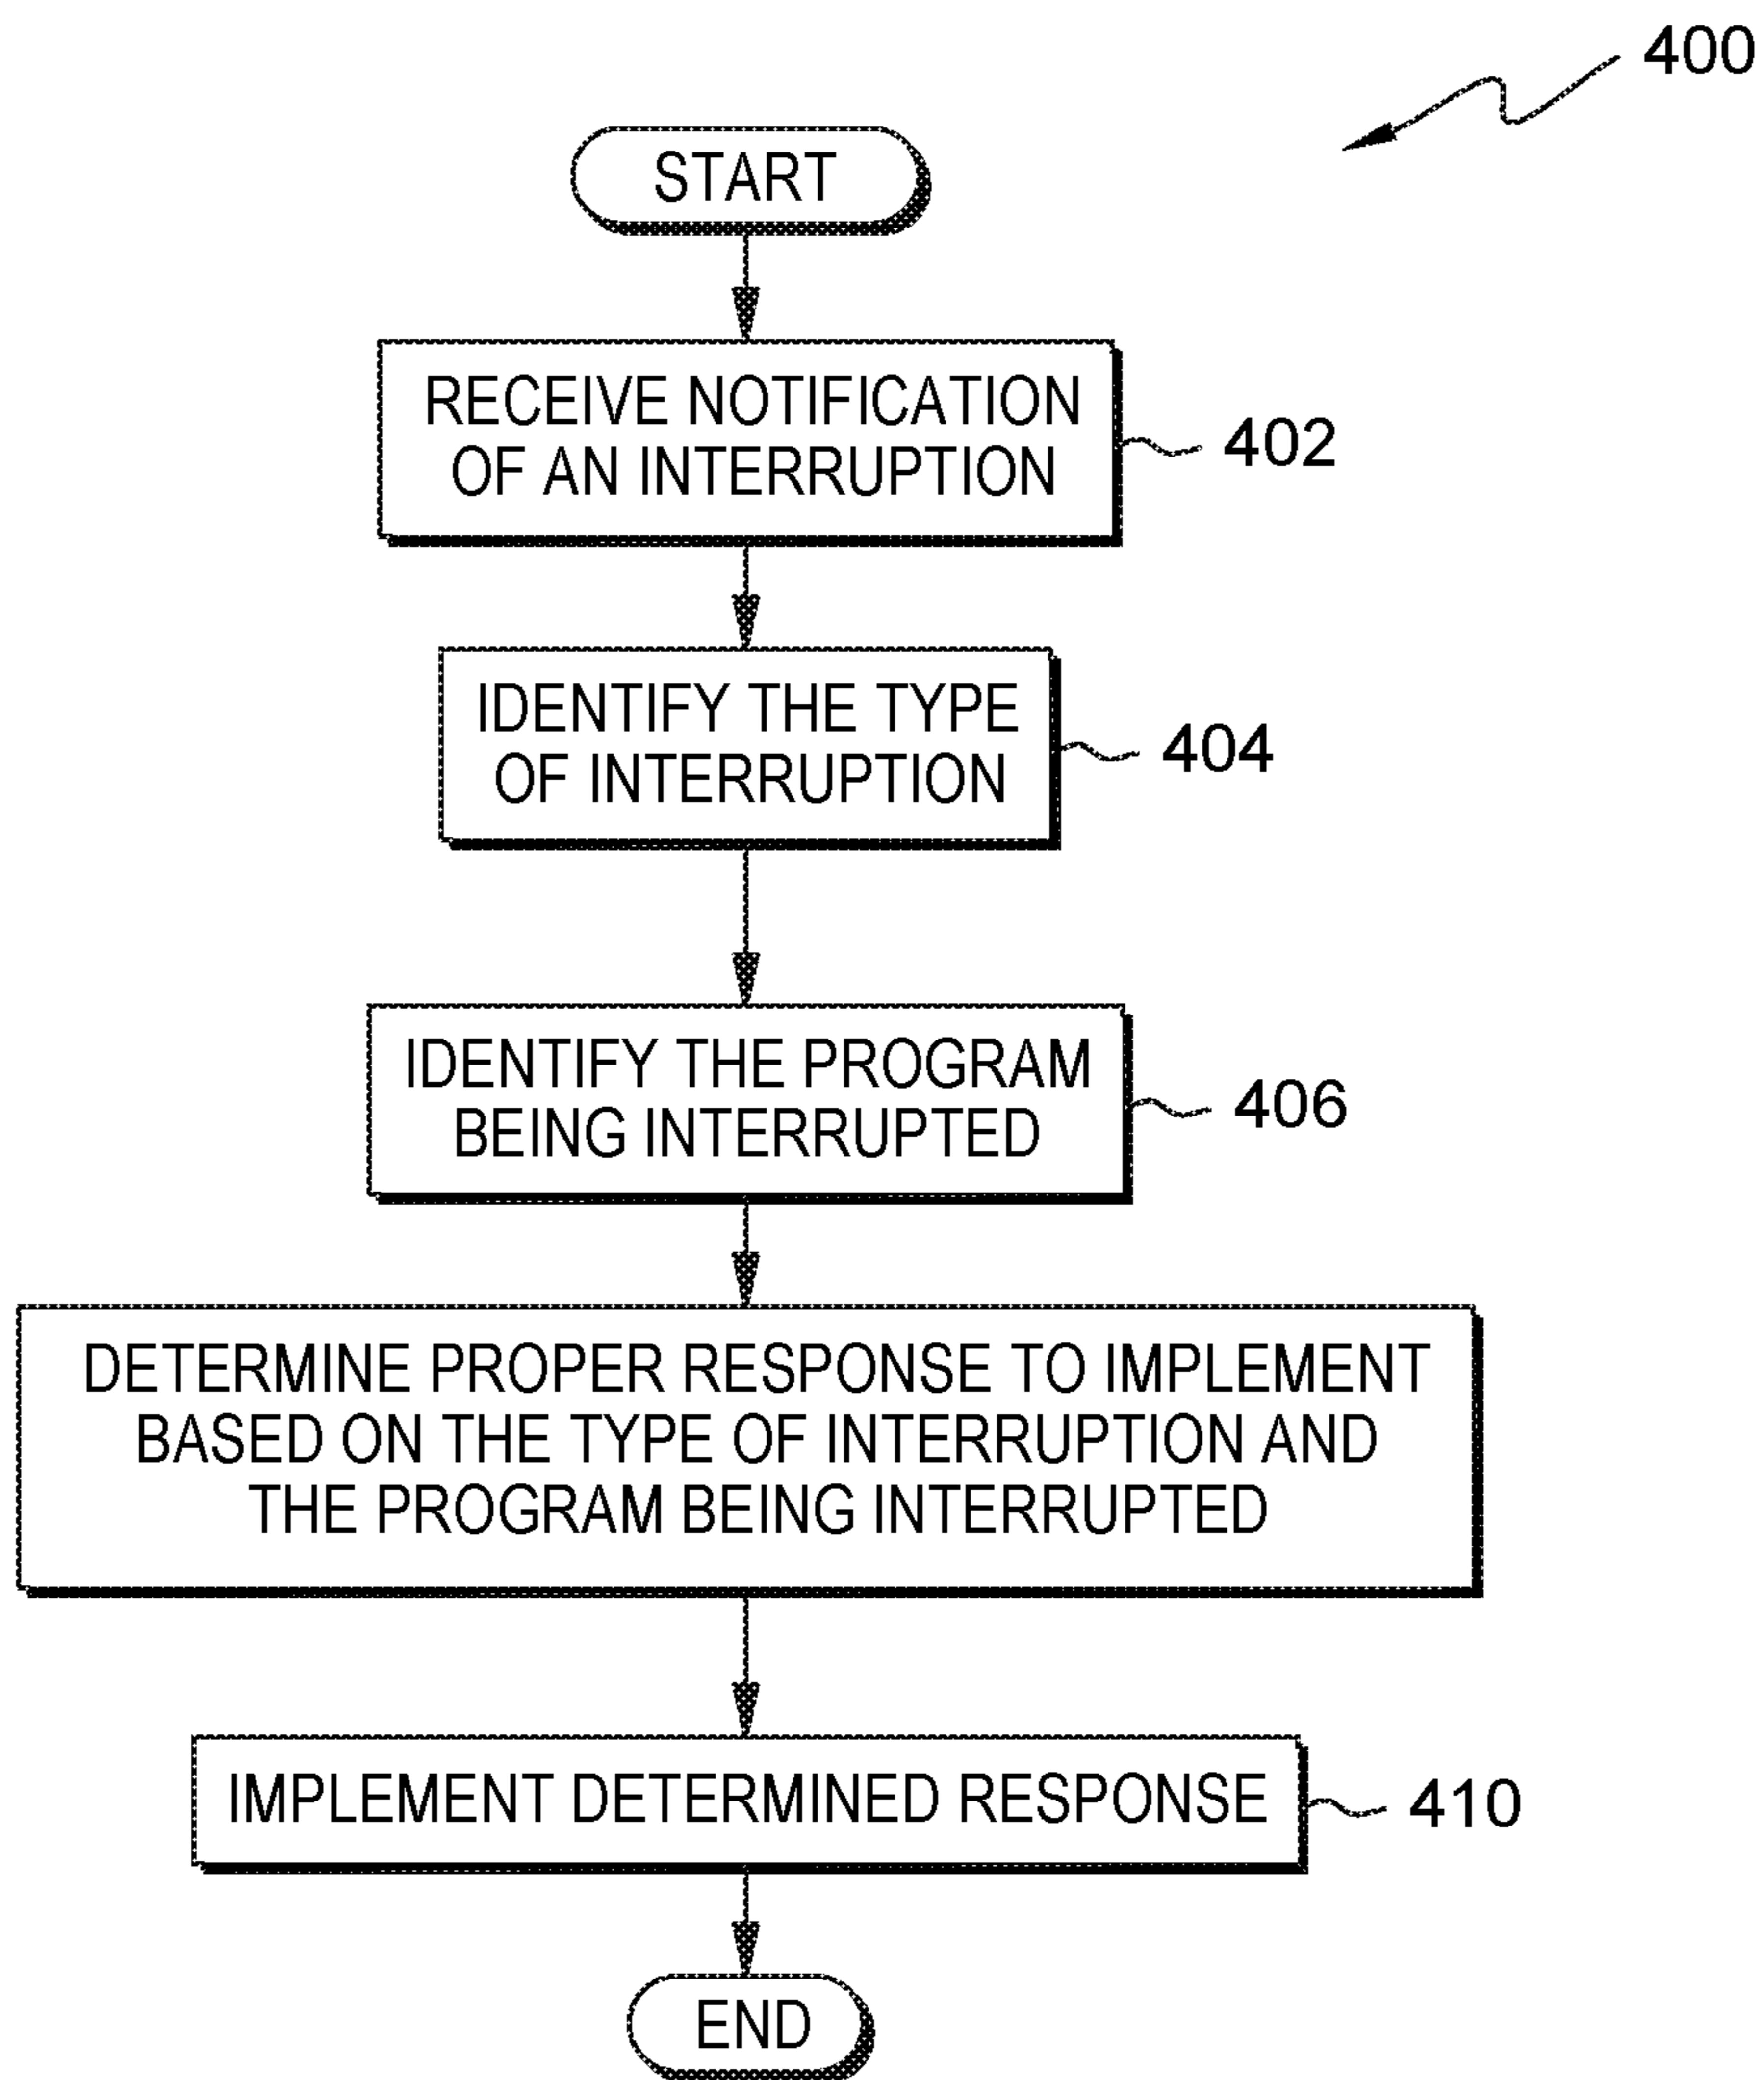 400
START
RECEIVE NOTIFICATION
OF AN INTERRUPTION
402
IDENTIFY THE TYPE
OF INTERRUPTION
404
IDENTIFY THE PROGRAM
BEING INTERRUPTED
406
DETERMINE PROPER RESPONSE TO IMPLEMENT
BASED ON THE TYPE OF INTERRUPTION AND
THE PROGRAM BEING INTERRUPTED
IMPLEMENT DETERMINED RESPONSE
410
END